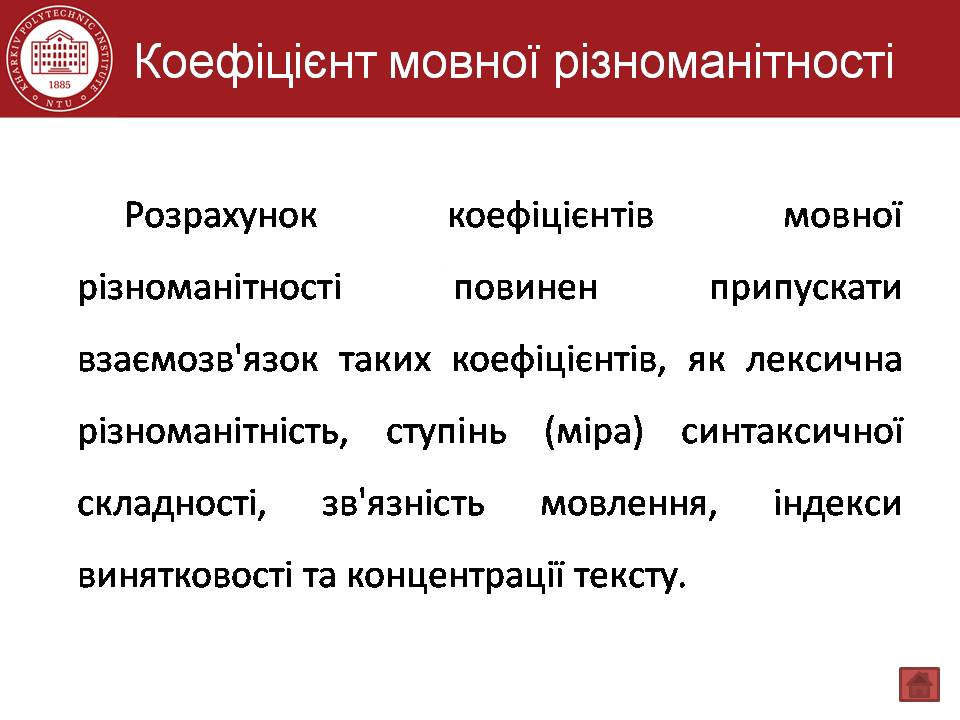 KHARKIV POLYTECHNIC INSTITUTE
1885
NTU
Коефіцієнт мовної різноманітності
Розрахунок коефіцієнтів мовної
різноманітності повинен припускати
взаємозв'язок таких коефіцієнтів, як лексична
різноманітність, ступінь (міра) синтаксичної
складності, зв'язність мовлення, індекси
винятковості та концентрації тексту.